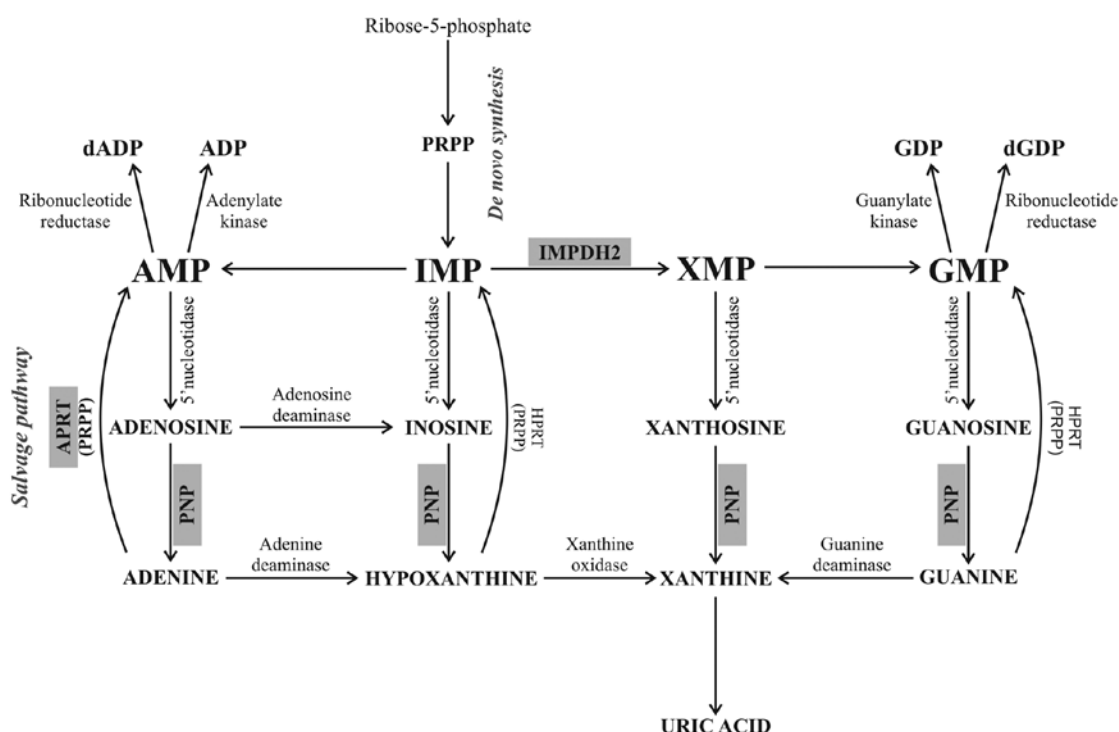 Ribose-5-phosphate
De novo synthesis
PRPP
dADP
ADP
GDP
dGDP
Ribonucleotide
reductase
Adenylate
kinase
Guanylate
kinase
Ribonucleotide
reductase
AMP
IMP
IMPDH2
XMP
GMP
5'nucleotidase
5'nucleotidase
5'nucleotidase
5'nucleotidase
Salvage pathway
APRT
(PRPP)
HPRT
(PRPP)
HPRT
(PRPP)
Adenosine
deaminase
ADENOSINE
INOSINE
XANTHOSINE
GUANOSINE
PNP
PNP
PNP
PNP
Adenine
deaminase
Xanthine
oxidase
Guanine
deaminase
ADENINE
HYPOXANTHINE
XANTHINE
GUANINE
URIC ACID